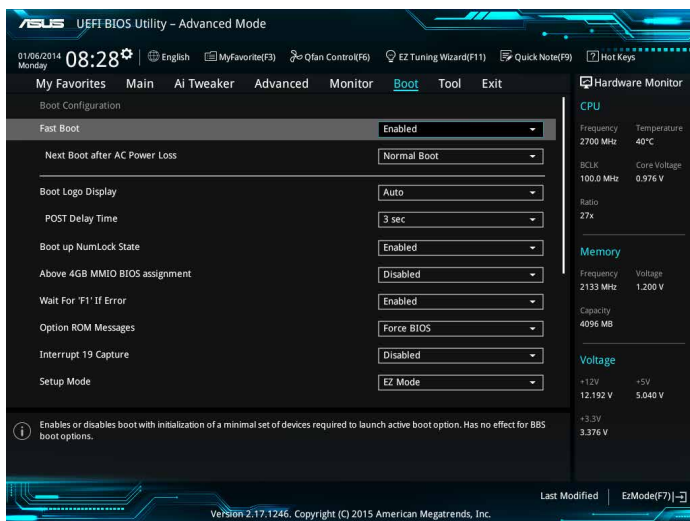 ASUS UEFI BIOS Utility – Advanced Mode
01/06/2014 Monday 08:28 English MyFavorite(F3) Qfan Control(F6) EZ Tuning Wizard(F11) Quick Note(F9) ? Hot Keys
My Favorites Main Ai Tweaker Advanced Monitor Boot Tool Exit
Hardware Monitor
Boot Configuration
Fast Boot Enabled
Next Boot after AC Power Loss Normal Boot
Boot Logo Display Auto
POST Delay Time 3 sec
Boot up NumLock State Enabled
Above 4GB MMIO BIOS assignment Disabled
Wait For 'F1' If Error Enabled
Option ROM Messages Force BIOS
Interrupt 19 Capture Disabled
Setup Mode EZ Mode
CPU
Frequency Temperature
2700 MHz 40°C
BCLK Core Voltage
100.0 MHz 0.976 V
Ratio
27x
Memory
Frequency Voltage
2133 MHz 1.200 V
Capacity
4096 MB
Voltage
+12V +5V
12.192 V 5.040 V
+3.3V
3.376 V
i Enables or disables boot with initialization of a minimal set of devices required to launch active boot option. Has no effect for BBS
boot options.
Last Modified EzMode(F7)
Version 2.17.1246. Copyright (C) 2015 American Megatrends, Inc.